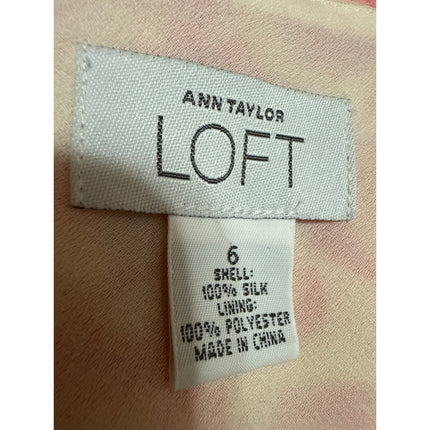 ANN TAYLOR
LOFT
6
SHELL:
100% SILK
LINING:
100% POLYESTER
MADE IN CHINA